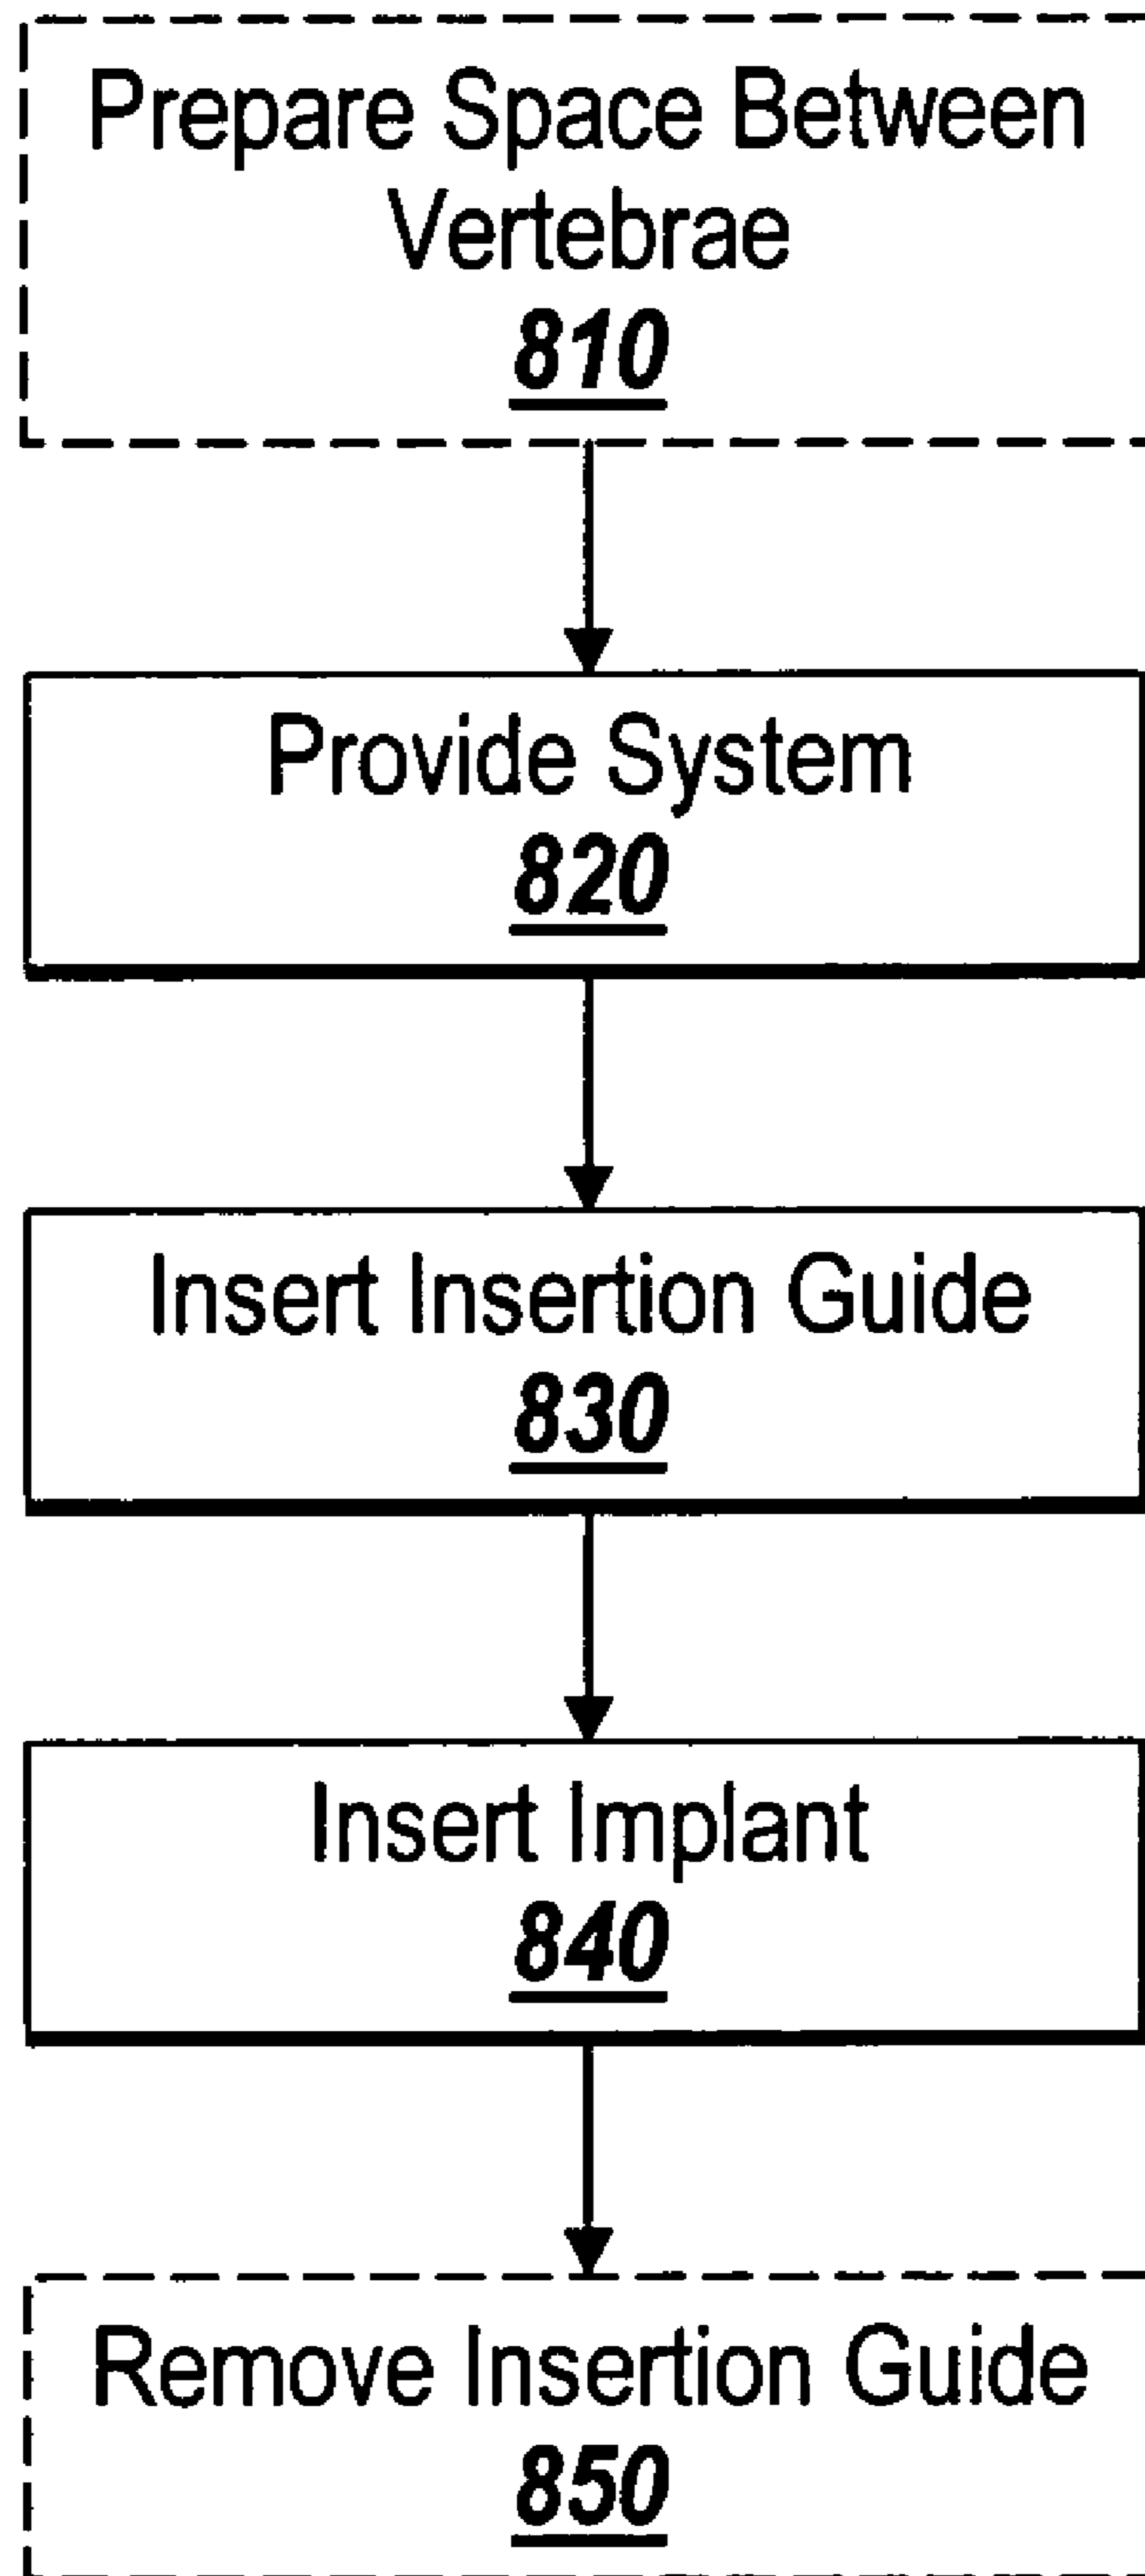 Prepare Space Between
Vertebrae
810
Provide System
820
Insert Insertion Guide
830
Insert Implant
840
Remove Insertion Guide
850